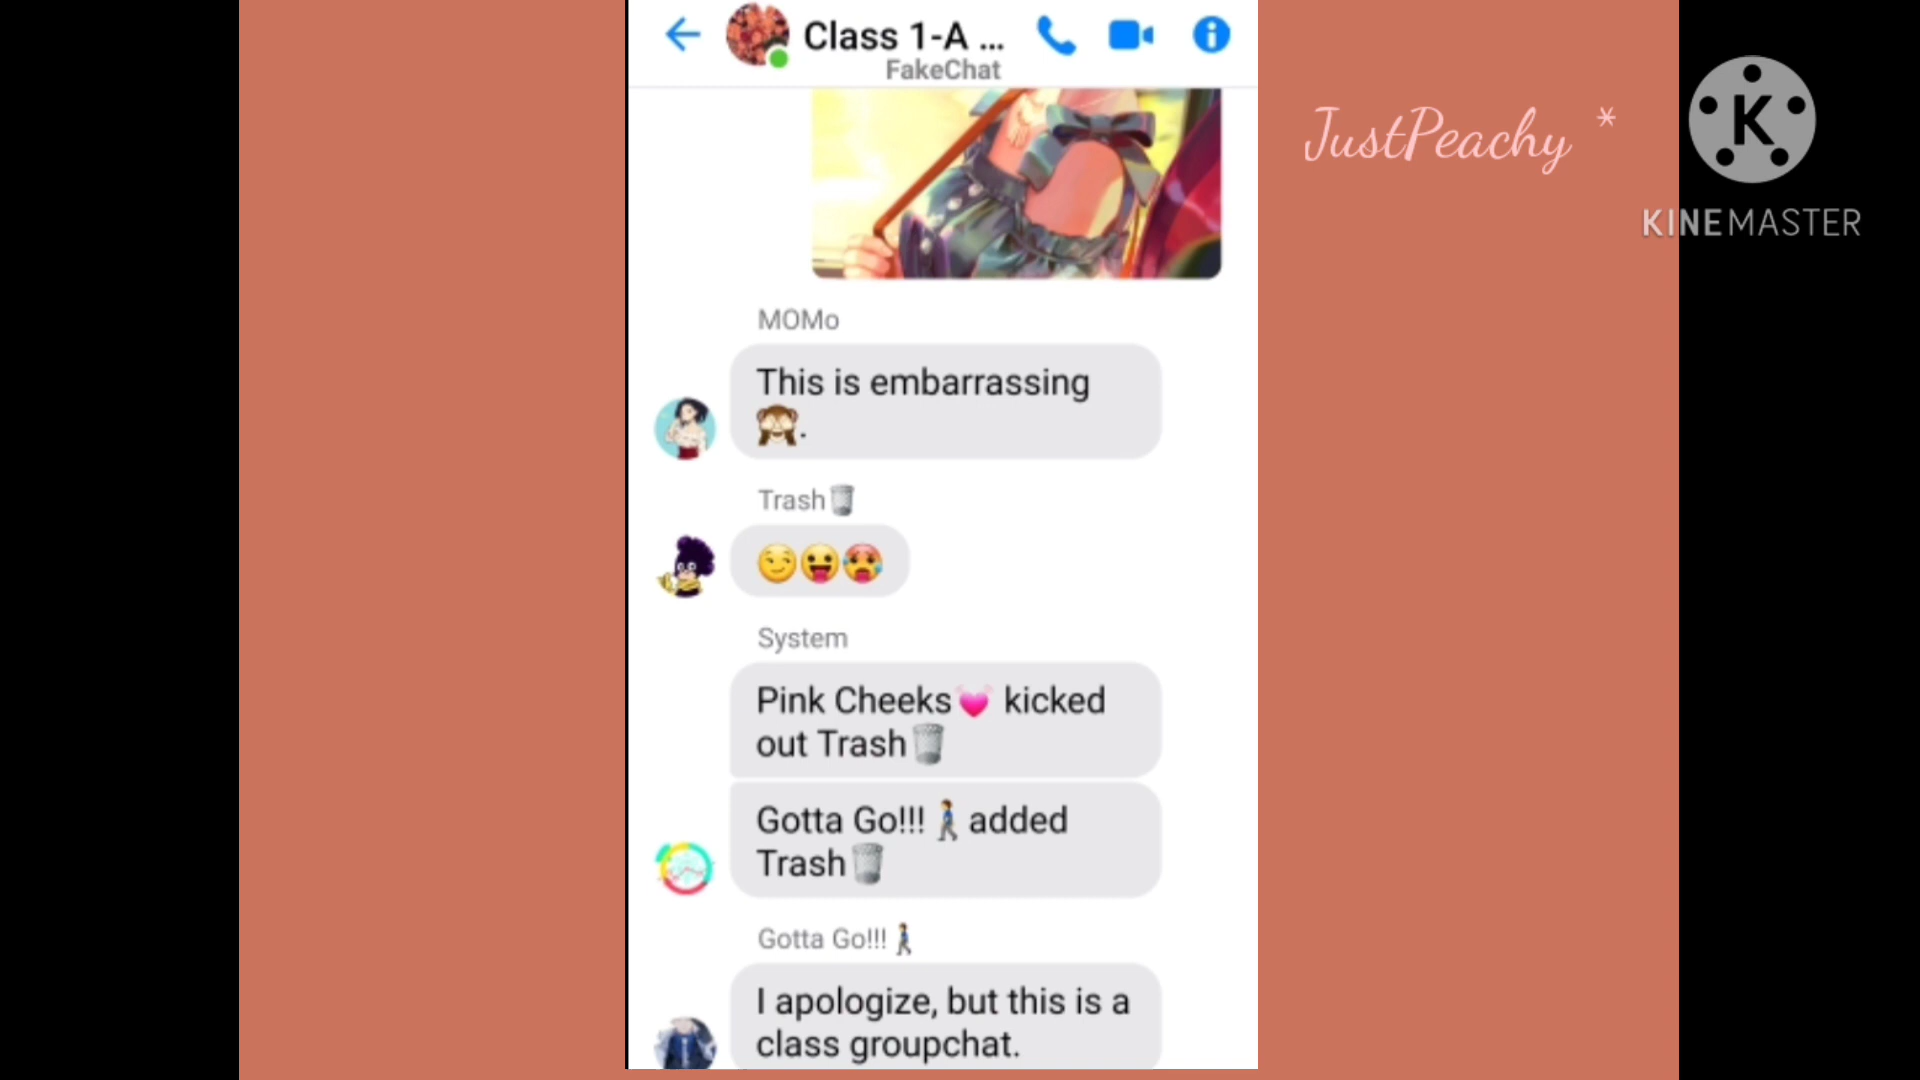 Class 1-A ...
FakeChat
JustPeachy *
K
KINEMASTER
MOMo
This is embarrassing
🙈.
Trash🗑️
😏😛🥵
System
Pink Cheeks💓 kicked
out Trash🗑️
Gotta Go!!!🚶added
Trash🗑️
Gotta Go!!!🚶
I apologize, but this is a
class groupchat.